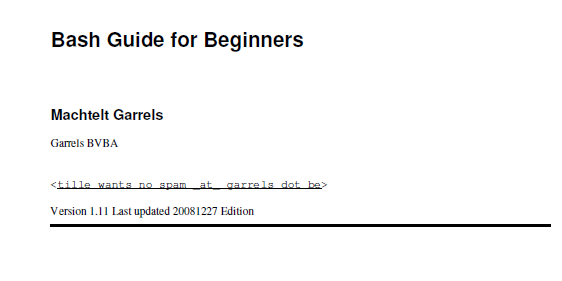 Bash Guide for Beginners
Machtelt Garrels
Garrels BVBA
<tille wants no spam _at_ garrels dot be>
Version 1.11 Last updated 20081227 Edition